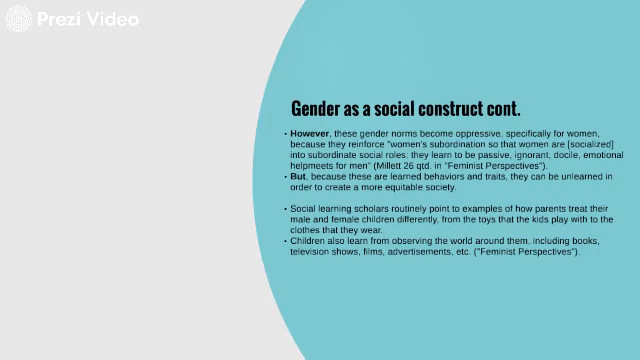 Prezi Video
Gender as a social construct cont.
• However, these gender norms become oppressive, specifically for women,
because they reinforce "women's subordination so that women are [socialized]
into subordinate social roles: they learn to be passive, ignorant, docile, emotional
helpmeets for men" (Millett 26 qtd. in "Feminist Perspectives").
• But, because these are learned behaviors and traits, they can be unlearned in
order to create a more equitable society.
• Social learning scholars routinely point to examples of how parents treat their
male and female children differently, from the toys that the kids play with to the
clothes that they wear.
• Children also learn from observing the world around them, including books,
television shows, films, advertisements, etc. ("Feminist Perspectives").